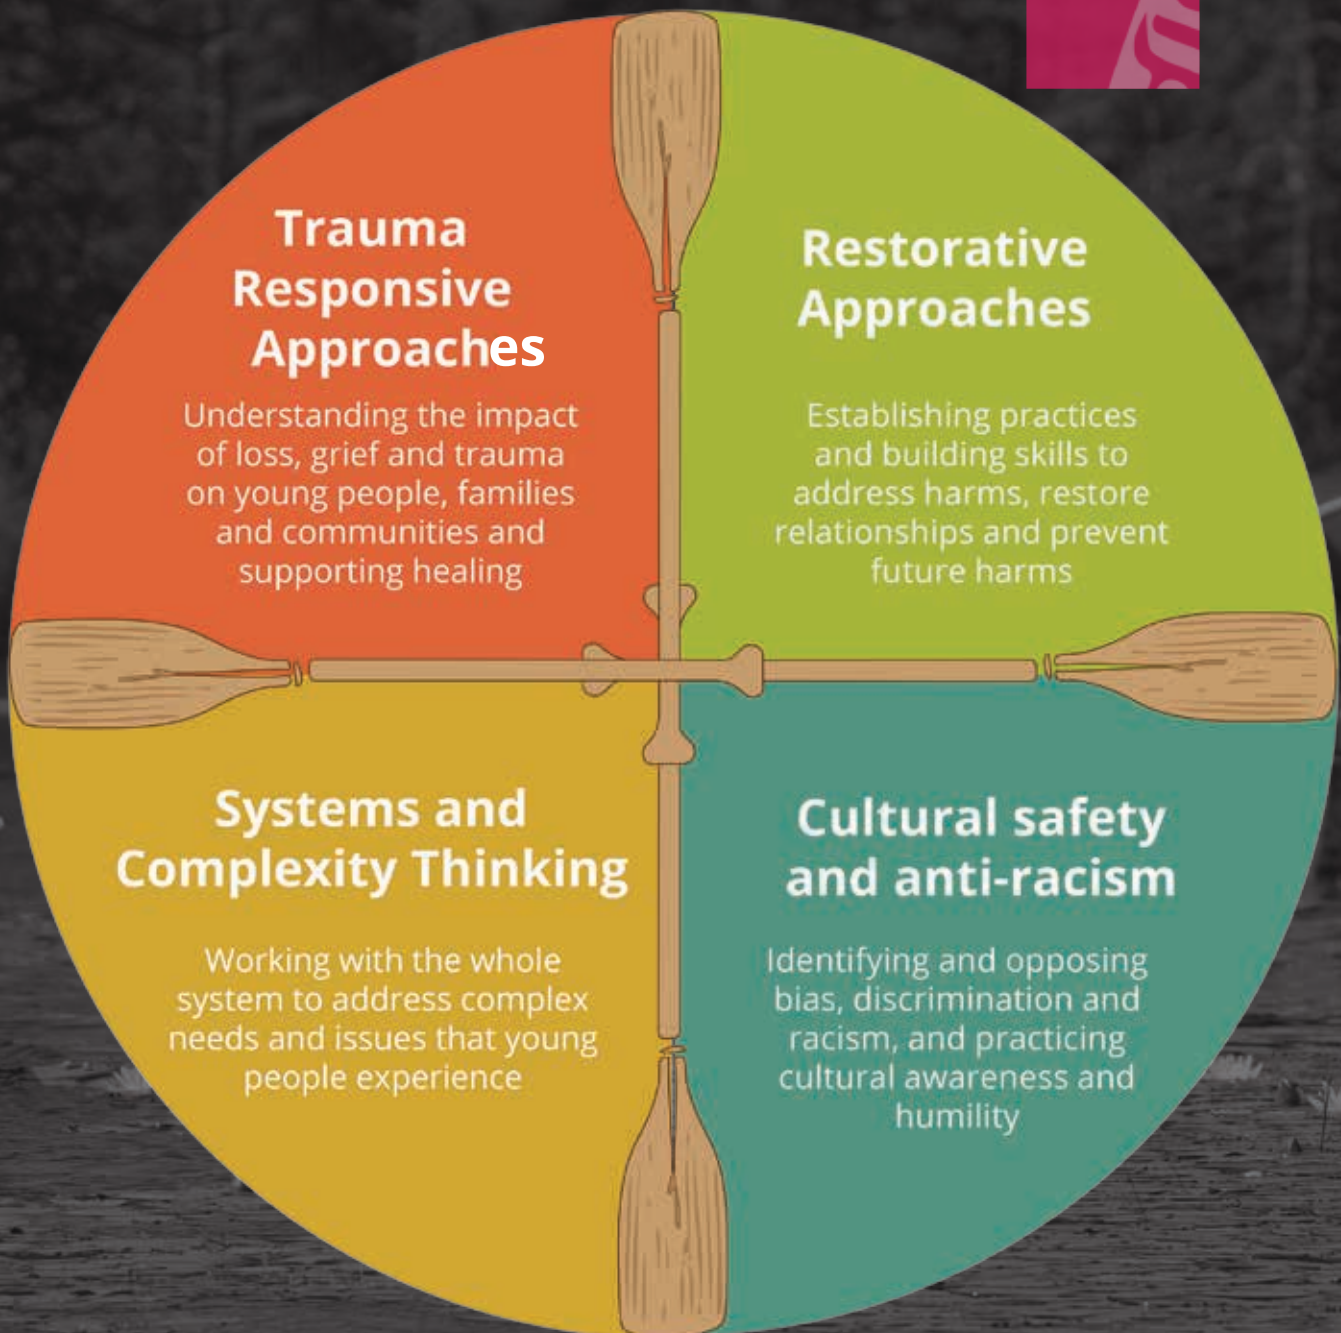 Trauma
Responsive
Approaches
Understanding the impact
of loss, grief and trauma
on young people, families
and communities and
supporting healing
Restorative
Approaches
Establishing practices
and building skills to
address harms, restore
relationships and prevent
future harms
Systems and
Complexity Thinking
Working with the whole
system to address complex
needs and issues that young
people experience
Cultural safety
and anti-racism
Identifying and opposing
bias, discrimination and
racism, and practicing
cultural awareness and
humility